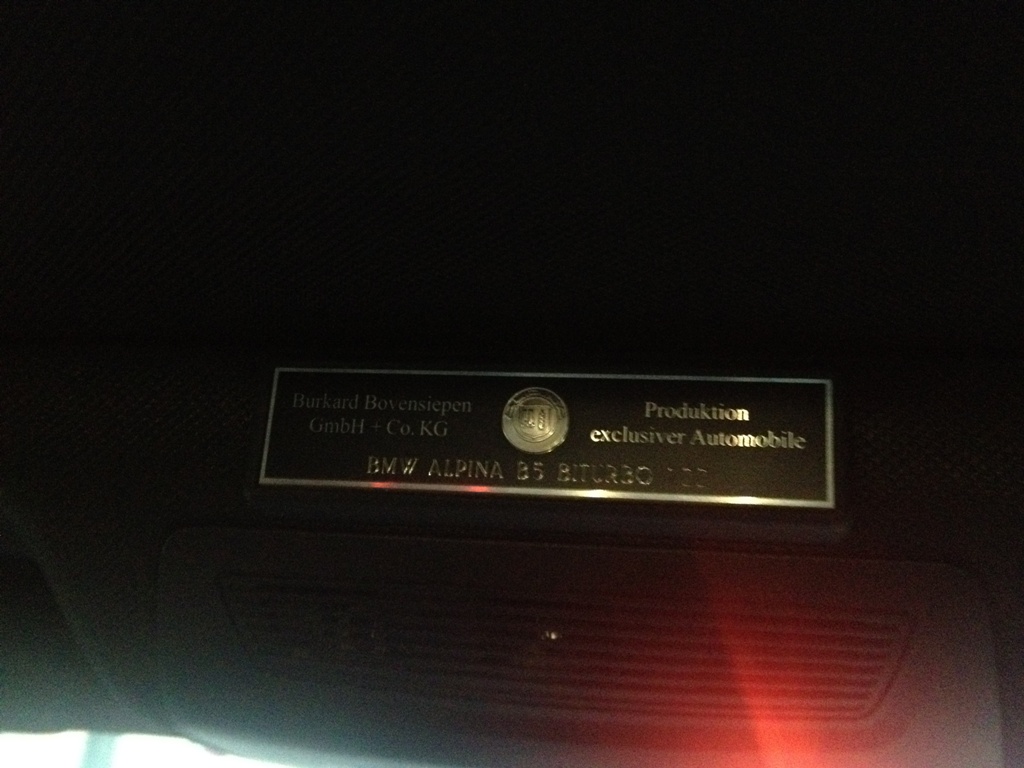 Burkard Bovensiepen
GmbH + Co. KG
Produktion
exclusiver Automobile
BMW ALPINA B5 BITURBO